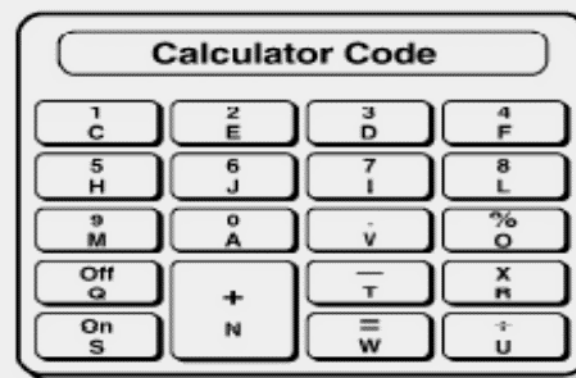 Calculator Code
1 2 3 4
C E D F
5 6 7 8
H J I L
9 0 . %
M A V O
Off + — X
Q N T R
On = ÷
S W U